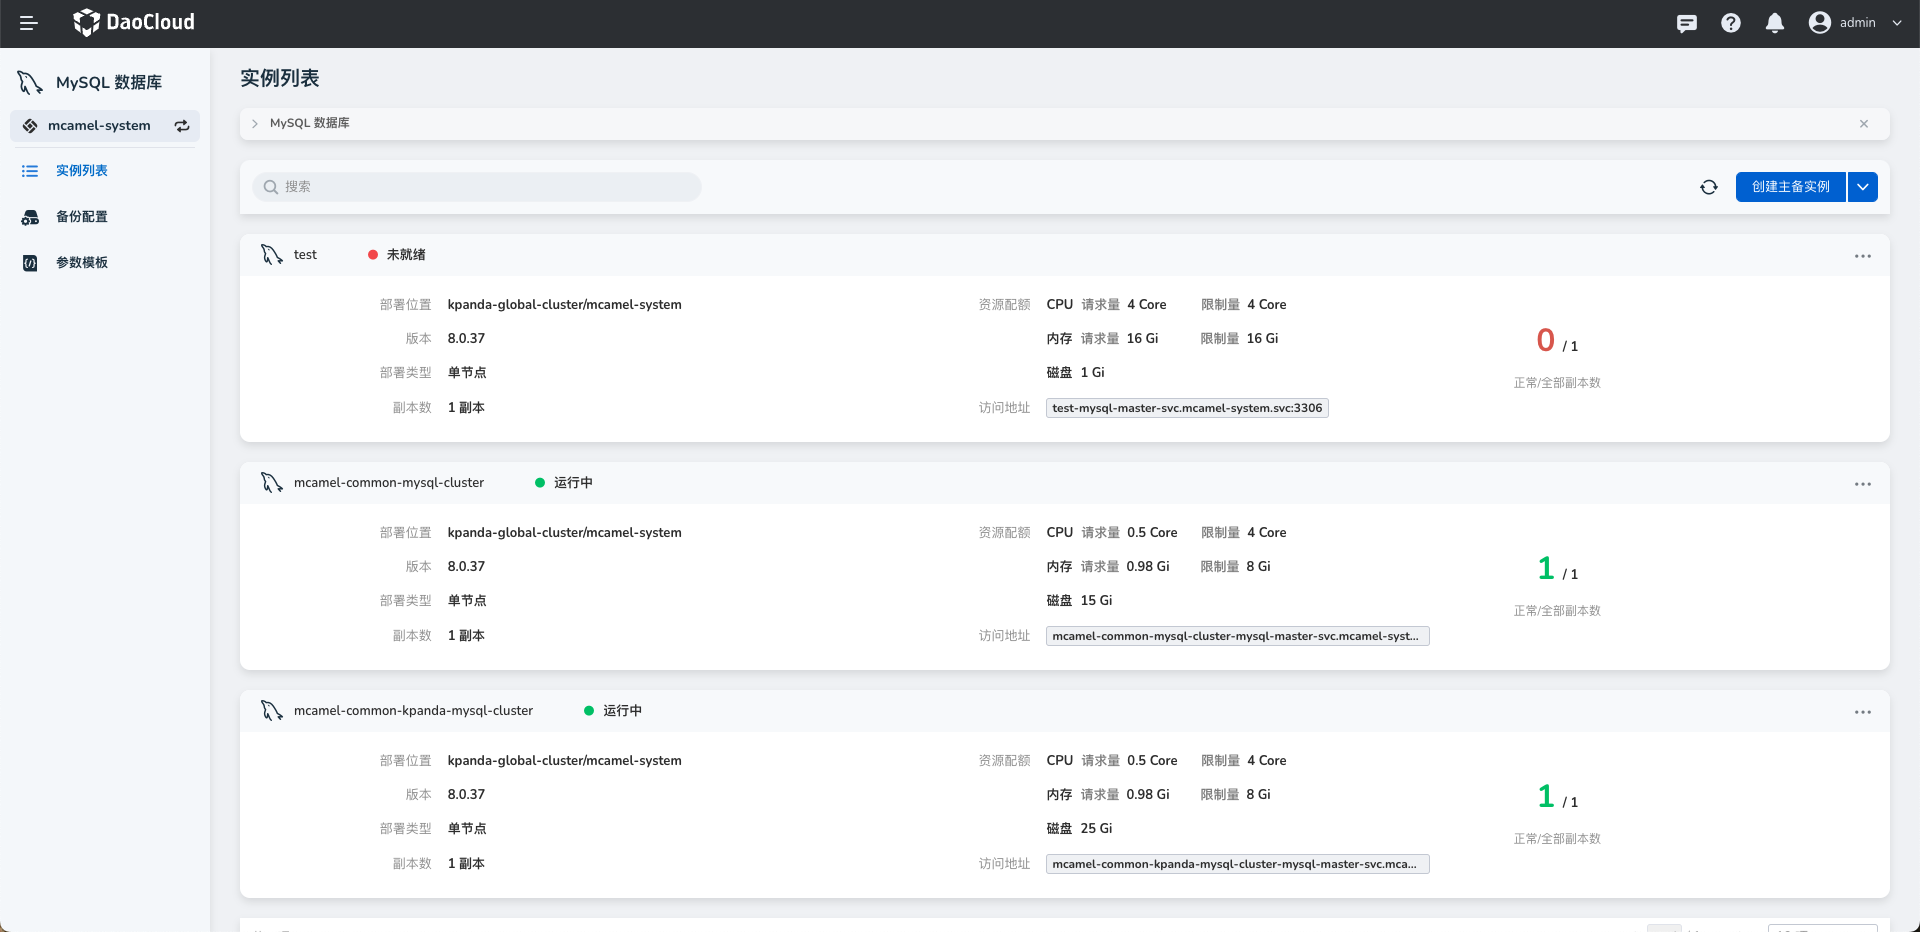 DaoCloud
admin
MySQL 数据库
mcamel-system
实例列表
备份配置
参数模板
实例列表
MySQL 数据库
搜索
创建主备实例
test 未就绪
部署位置 kpanda-global-cluster/mcamel-system 资源配额 CPU 请求量 4 Core 限制量 4 Core
版本 8.0.37 内存 请求量 16 Gi 限制量 16 Gi
0 / 1
部署类型 单节点 磁盘 1 Gi
正常/全部副本数
副本数 1 副本 访问地址 test-mysql-master-svc.mcamel-system.svc:3306
mcamel-common-mysql-cluster 运行中
部署位置 kpanda-global-cluster/mcamel-system 资源配额 CPU 请求量 0.5 Core 限制量 4 Core
版本 8.0.37 内存 请求量 0.98 Gi 限制量 8 Gi
1 / 1
部署类型 单节点 磁盘 15 Gi
正常/全部副本数
副本数 1 副本 访问地址 mcamel-common-mysql-cluster-mysql-master-svc.mcamel-syst...
mcamel-common-kpanda-mysql-cluster 运行中
部署位置 kpanda-global-cluster/mcamel-system 资源配额 CPU 请求量 0.5 Core 限制量 4 Core
版本 8.0.37 内存 请求量 0.98 Gi 限制量 8 Gi
1 / 1
部署类型 单节点 磁盘 25 Gi
正常/全部副本数
副本数 1 副本 访问地址 mcamel-common-kpanda-mysql-cluster-mysql-master-svc.mca...